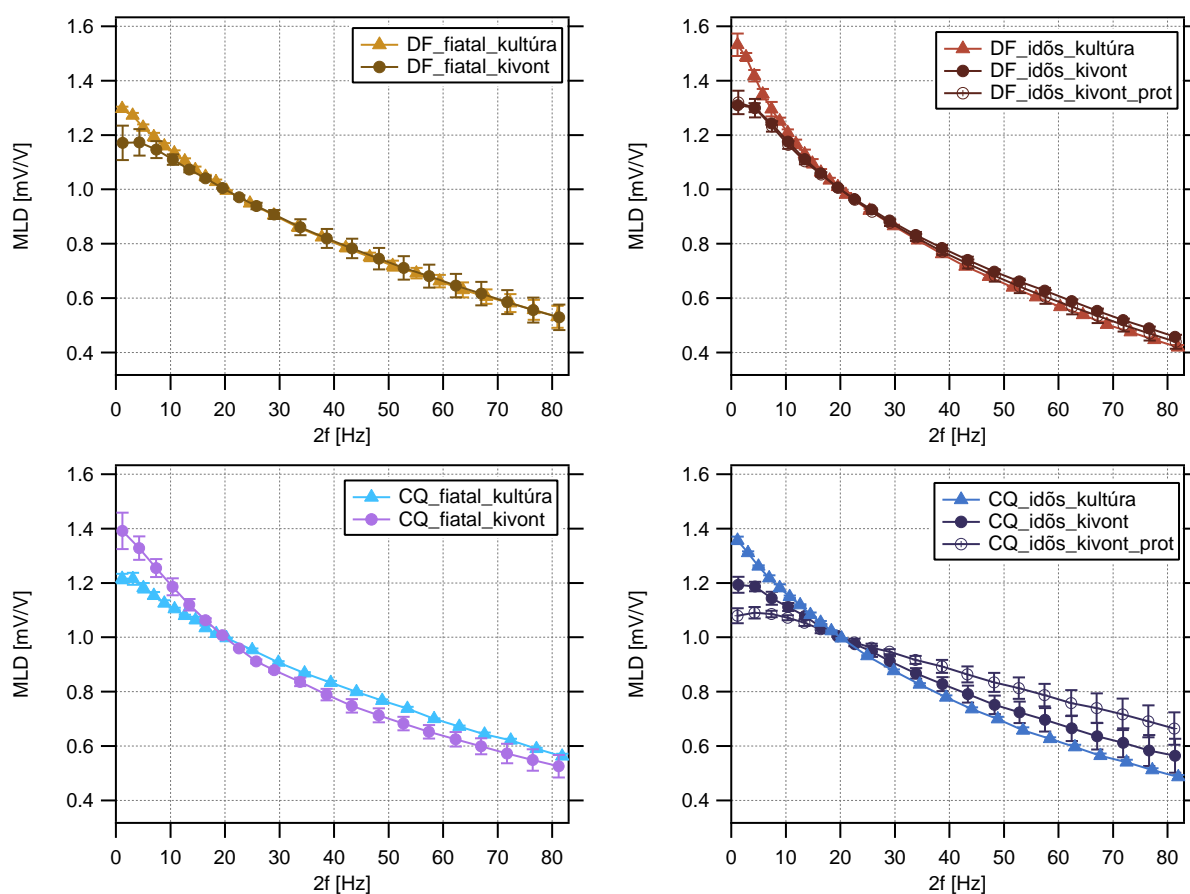 1.6
1.4
1.2
1.0
0.8
0.6
0.4
MLD [mV/V]
DF_fiatal_kultúra
DF_fiatal_kivont
0 10 20 30 40 50 60 70 80
2f [Hz]
1.6
1.4
1.2
1.0
0.8
0.6
0.4
MLD [mV/V]
DF_idõs_kultúra
DF_idõs_kivont
DF_idõs_kivont_prot
0 10 20 30 40 50 60 70 80
2f [Hz]
1.6
1.4
1.2
1.0
0.8
0.6
0.4
MLD [mV/V]
CQ_fiatal_kultúra
CQ_fiatal_kivont
0 10 20 30 40 50 60 70 80
2f [Hz]
1.6
1.4
1.2
1.0
0.8
0.6
0.4
MLD [mV/V]
CQ_idõs_kultúra
CQ_idõs_kivont
CQ_idõs_kivont_prot
0 10 20 30 40 50 60 70 80
2f [Hz]